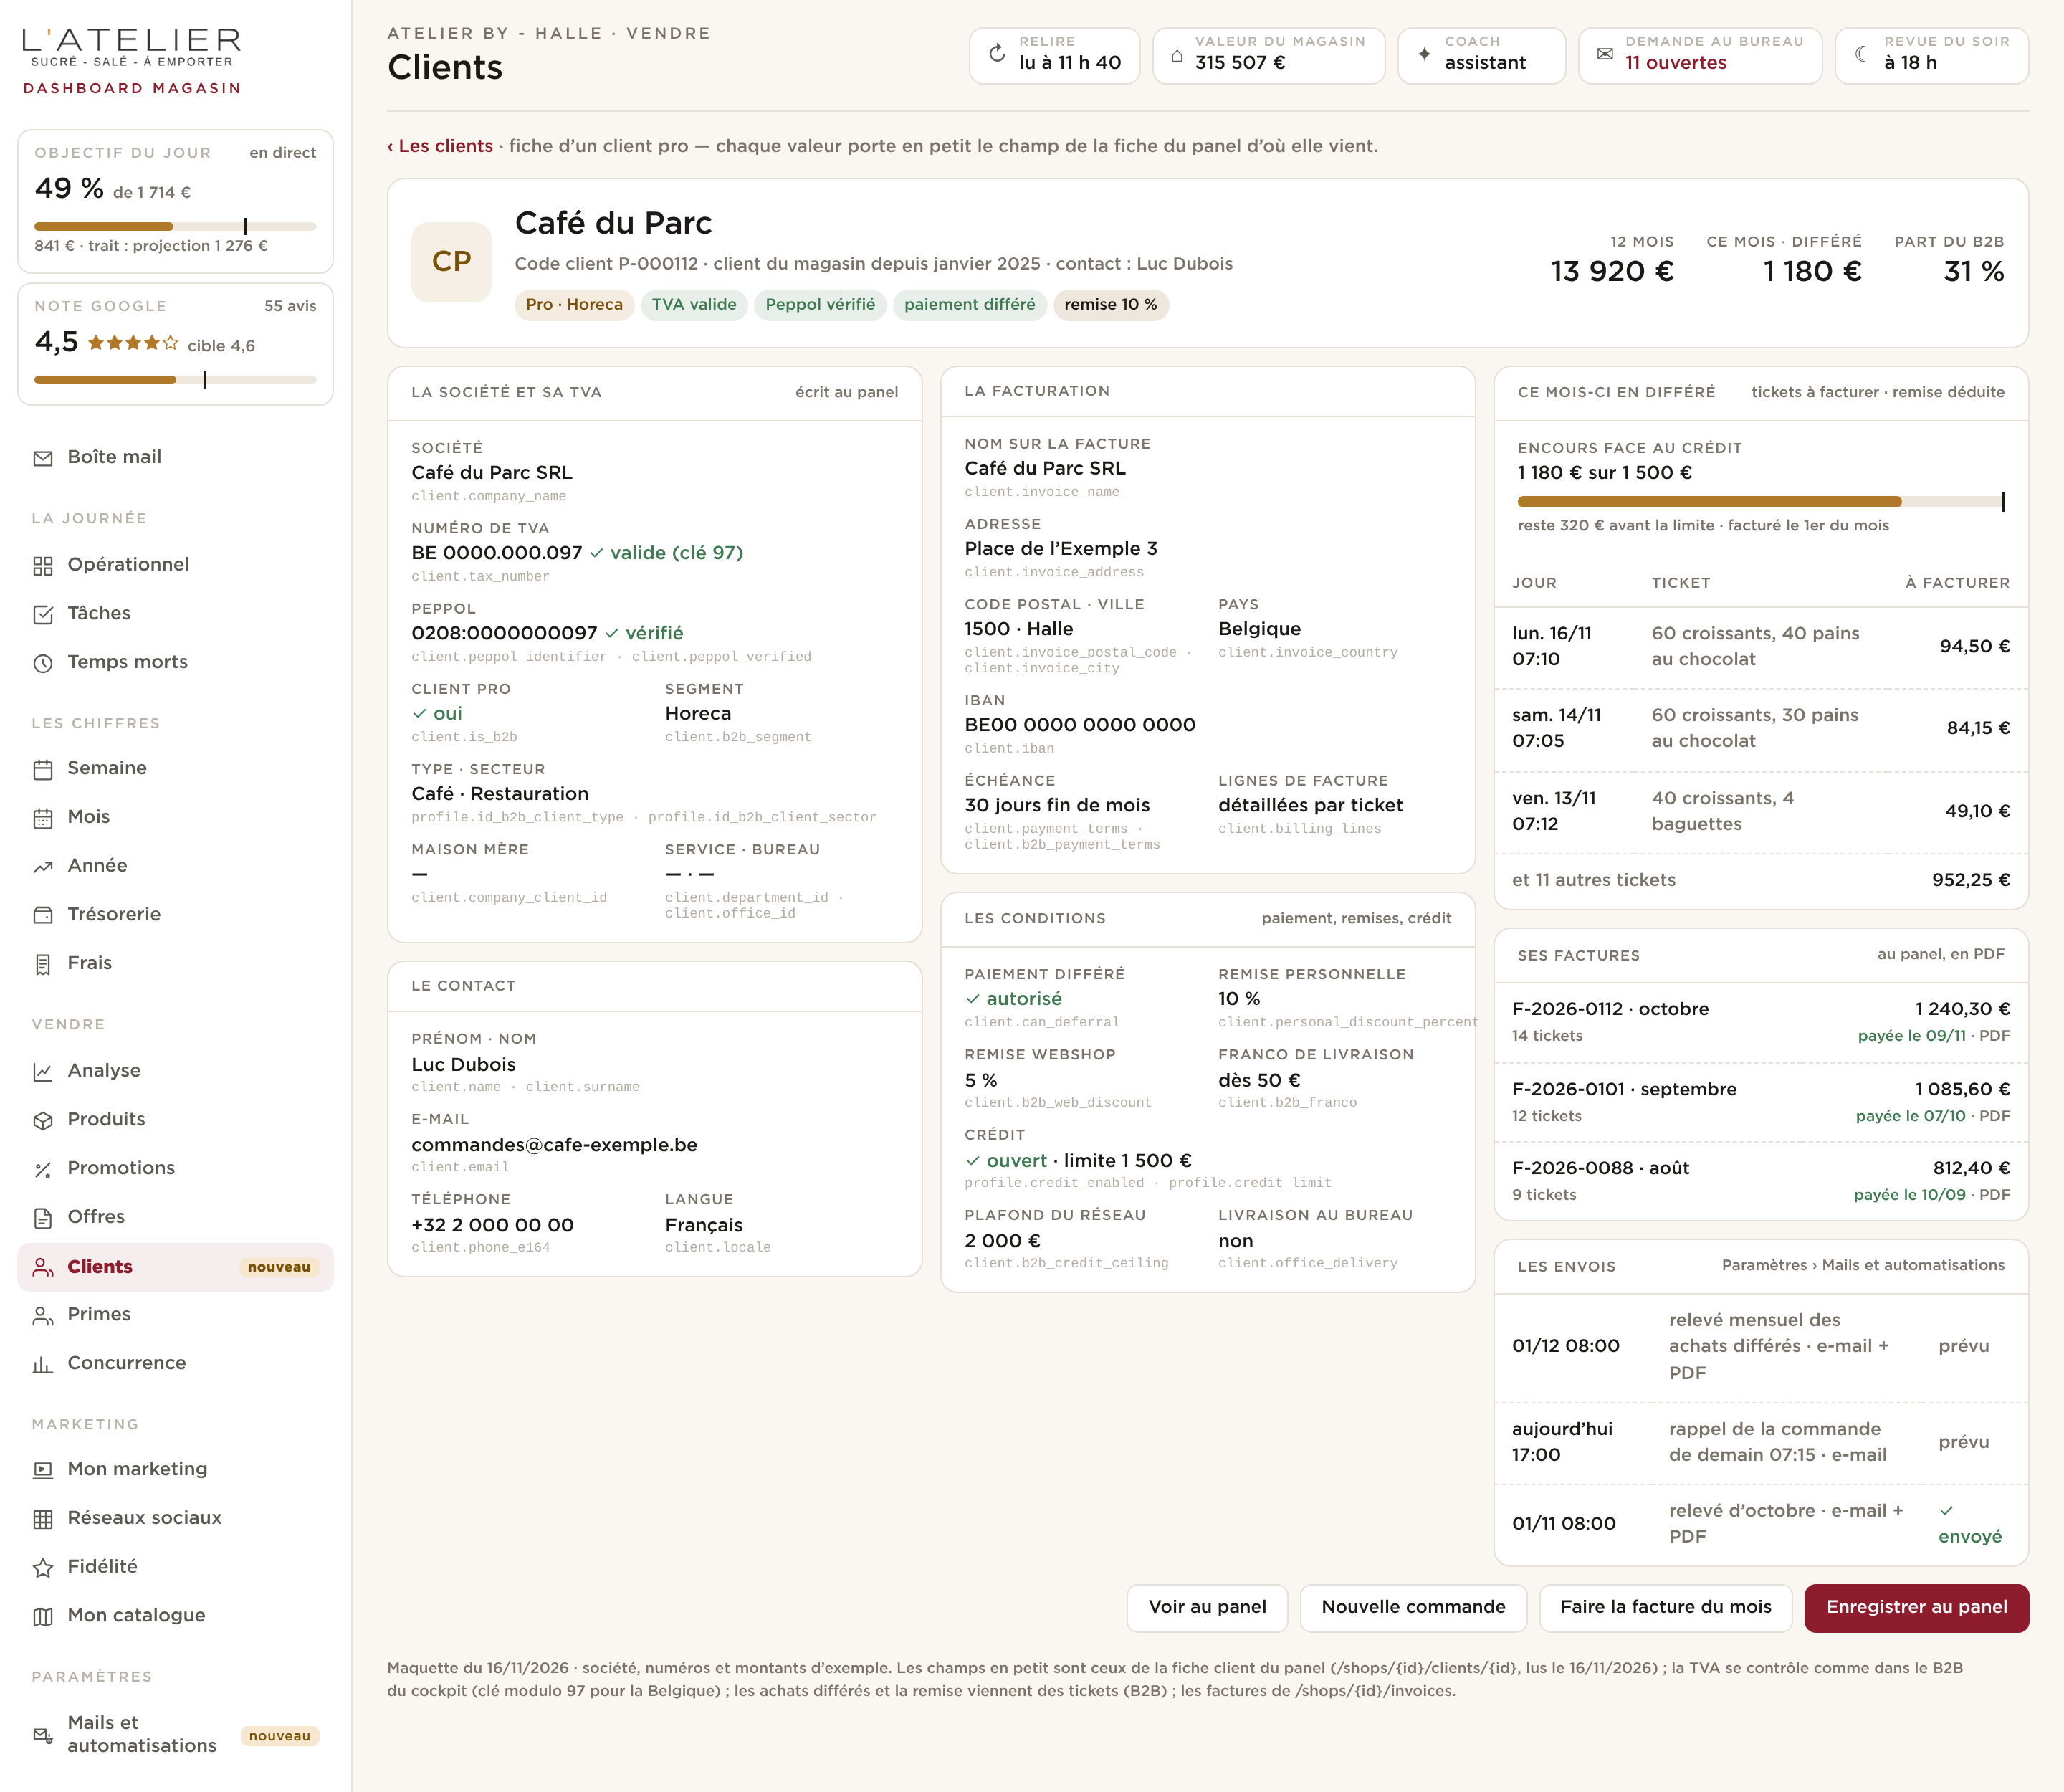 L'ATELIER
SUCRÉ - SALÉ - À EMPORTER
DASHBOARD MAGASIN
OBJECTIF DU JOUR en direct
49 % de 1 714 €
841 € · trait : projection 1 276 €
NOTE GOOGLE 55 avis
4,5 ★★★★☆ cible 4,6
Boîte mail
LA JOURNÉE
Opérationnel
Tâches
Temps morts
LES CHIFFRES
Semaine
Mois
Année
Trésorerie
Frais
VENDRE
Analyse
Produits
Promotions
Offres
Clients nouveau
Primes
Concurrence
MARKETING
Mon marketing
Réseaux sociaux
Fidélité
Mon catalogue
PARAMÈTRES
Mails et
automatisations nouveau
ATELIER BY - HALLE · VENDRE
Clients
RELIRE
lu à 11 h 40
VALEUR DU MAGASIN
315 507 €
COACH
assistant
DEMANDE AU BUREAU
11 ouvertes
REVUE DU SOIR
à 18 h
‹ Les clients · fiche d’un client pro — chaque valeur porte en petit le champ de la fiche du panel d’où elle vient.
CP
Café du Parc
Code client P-000112 · client du magasin depuis janvier 2025 · contact : Luc Dubois
Pro · Horeca TVA valide Peppol vérifié paiement différé remise 10 %
12 MOIS
13 920 €
CE MOIS · DIFFÉRÉ
1 180 €
PART DU B2B
31 %
LA SOCIÉTÉ ET SA TVA écrit au panel
SOCIÉTÉ
Café du Parc SRL
client.company_name
NUMÉRO DE TVA
BE 0000.000.097 ✓ valide (clé 97)
client.tax_number
PEPPOL
0208:0000000097 ✓ vérifié
client.peppol_identifier · client.peppol_verified
CLIENT PRO SEGMENT
✓ oui Horeca
client.is_b2b client.b2b_segment
TYPE · SECTEUR
Café · Restauration
profile.id_b2b_client_type · profile.id_b2b_client_sector
MAISON MÈRE SERVICE · BUREAU
— — · —
client.company_client_id client.department_id ·
client.office_id
LE CONTACT
PRÉNOM · NOM
Luc Dubois
client.name · client.surname
E-MAIL
commandes@cafe-exemple.be
client.email
TÉLÉPHONE LANGUE
+32 2 000 00 00 Français
client.phone_e164 client.locale
LA FACTURATION
NOM SUR LA FACTURE
Café du Parc SRL
client.invoice_name
ADRESSE
Place de l’Exemple 3
client.invoice_address
CODE POSTAL · VILLE PAYS
1500 · Halle Belgique
client.invoice_postal_code · client.invoice_country
client.invoice_city
IBAN
BE00 0000 0000 0000
client.iban
ÉCHÉANCE LIGNES DE FACTURE
30 jours fin de mois détaillées par ticket
client.payment_terms · client.billing_lines
client.b2b_payment_terms
LES CONDITIONS paiement, remises, crédit
PAIEMENT DIFFÉRÉ REMISE PERSONNELLE
✓ autorisé 10 %
client.can_deferral client.personal_discount_percent
REMISE WEBSHOP FRANCO DE LIVRAISON
5 % dès 50 €
client.b2b_web_discount client.b2b_franco
CRÉDIT
✓ ouvert · limite 1 500 €
profile.credit_enabled · profile.credit_limit
PLAFOND DU RÉSEAU LIVRAISON AU BUREAU
2 000 € non
client.b2b_credit_ceiling client.office_delivery
CE MOIS-CI EN DIFFÉRÉ tickets à facturer · remise déduite
ENCOURS FACE AU CRÉDIT
1 180 € sur 1 500 €
reste 320 € avant la limite · facturé le 1er du mois
JOUR TICKET À FACTURER
lun. 16/11 60 croissants, 40 pains 94,50 €
07:10 au chocolat
sam. 14/11 60 croissants, 30 pains 84,15 €
07:05 au chocolat
ven. 13/11 40 croissants, 4 49,10 €
07:12 baguettes
et 11 autres tickets 952,25 €
SES FACTURES au panel, en PDF
F-2026-0112 · octobre 1 240,30 €
14 tickets payée le 09/11 · PDF
F-2026-0101 · septembre 1 085,60 €
12 tickets payée le 07/10 · PDF
F-2026-0088 · août 812,40 €
9 tickets payée le 10/09 · PDF
LES ENVOIS Paramètres › Mails et automatisations
relevé mensuel des
01/12 08:00 achats différés · e-mail + prévu
PDF
aujourd’hui rappel de la commande prévu
17:00 de demain 07:15 · e-mail
01/11 08:00 relevé d’octobre · e-mail + ✓
PDF envoyé
Voir au panel Nouvelle commande Faire la facture du mois Enregistrer au panel
Maquette du 16/11/2026 · société, numéros et montants d’exemple. Les champs en petit sont ceux de la fiche client du panel (/shops/{id}/clients/{id}, lus le 16/11/2026) ; la TVA se contrôle comme dans le B2B
du cockpit (clé modulo 97 pour la Belgique) ; les achats différés et la remise viennent des tickets (B2B) ; les factures de /shops/{id}/invoices.